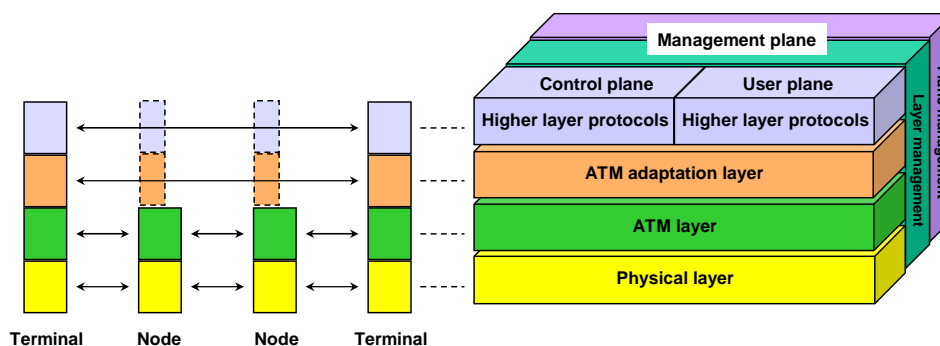 Management plane
Control plane
User plane
Higher layer protocols
Higher layer protocols
Layer management
ATM adaptation layer
ATM layer
Physical layer
Terminal
Node
Node
Terminal